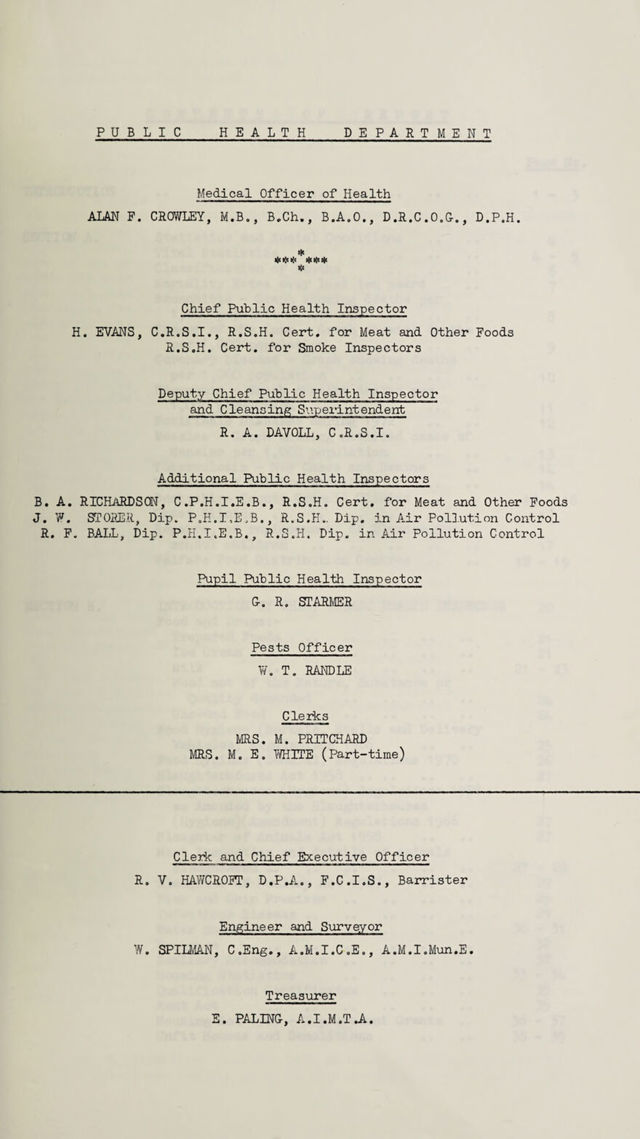 PUBLIC HEALTH DEPARTMENT
Medical Officer of Health
ALAN F. CROWLEY, M.B., B.Ch., B.A.O., D.R.C.O.G., D.P.H.
*
*** ***
*
Chief Public Health Inspector
H. EVANS, C.R.S.I., R.S.H. Cert. for Meat and Other Foods
R.S.H. Cert. for Smoke Inspectors
Deputy Chief Public Health Inspector
and Cleansing Superintendent
R. A. DAVOLL, C.R.S.I.
Additional Public Health Inspectors
B. A. RICHARDSON, C.P.H.I.E.B., R.S.H. Cert. for Meat and Other Foods
J. W. STORER, Dip. P.H.I.E.B., R.S.H. Dip. in Air Pollution Control
R. F. BALL, Dip. P.H.I.E.B., R.S.H. Dip. in Air Pollution Control
Pupil Public Health Inspector
G. R. STARMER
Pests Officer
W. T. RANDLE
Clerks
MRS. M. PRITCHARD
MRS. M. E. WHITE (Part-time)
Clerk and Chief Executive Officer
R. V. HAWCROFT, D.P.A., F.C.I.S., Barrister
Engineer and Surveyor
W. SPILMAN, C.Eng., A.M.I.C.E., A.M.I.Mun.E.
Treasurer
E. PALING, A.I.M.T.A.